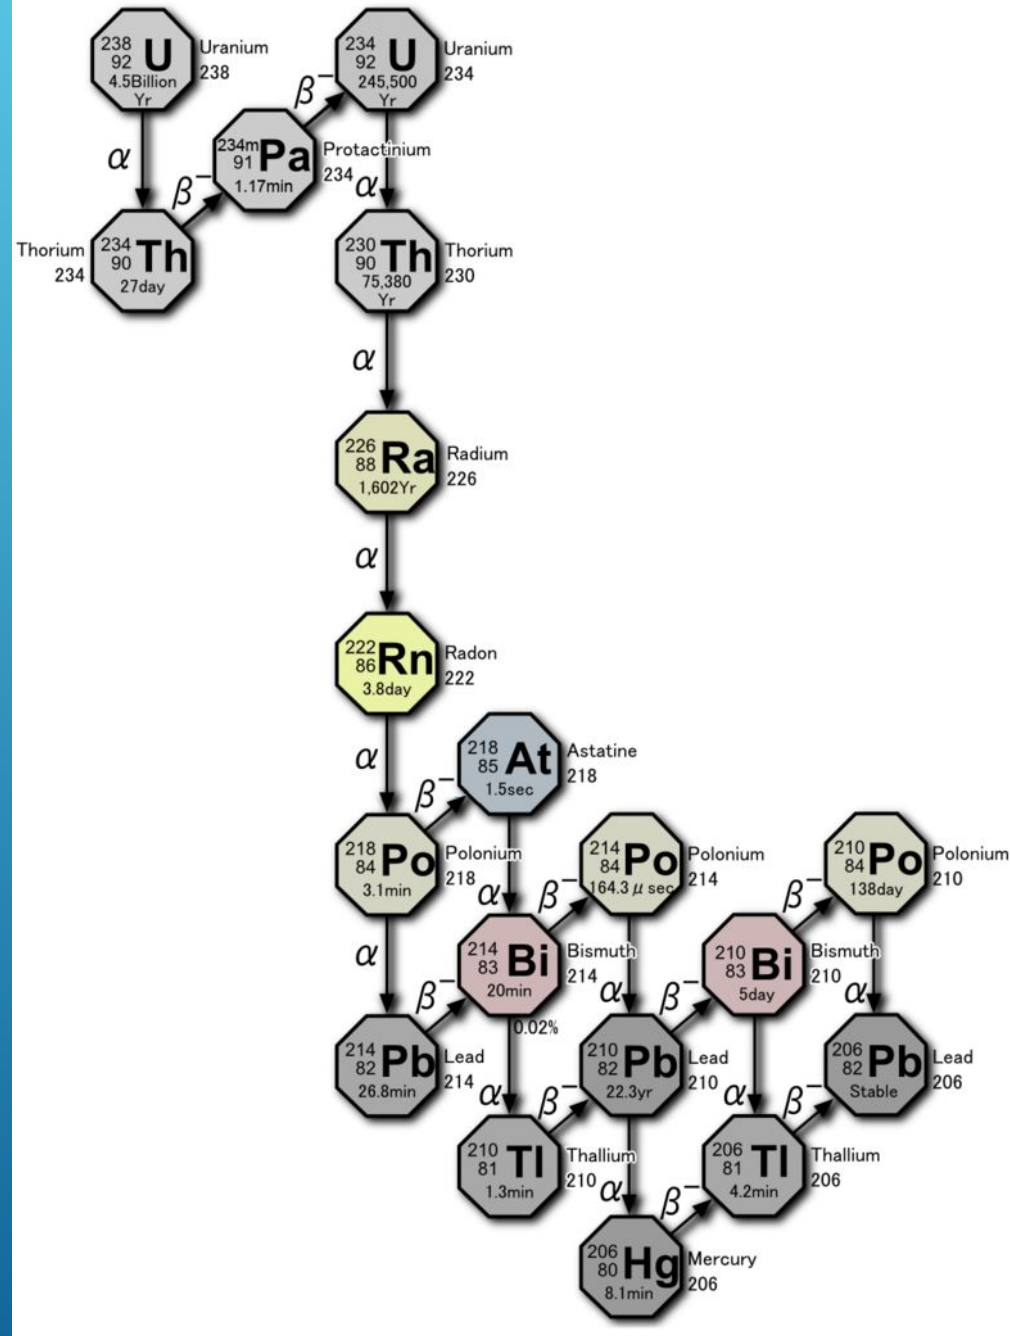 238
92 U
4.5Billion
Yr
Uranium
238
α
234
90 Th
27day
Thorium
234
β−
234m
91 Pa
1.17min
Protactinium
234
β−
234
92 U
245,500
Yr
Uranium
234
α
230
90 Th
75,380
Yr
Thorium
230
α
226
88 Ra
1,602Yr
Radium
226
α
222
86 Rn
3.8day
Radon
222
α
218
84 Po
3.1min
Polonium
218
β−
218
85 At
1.5sec
Astatine
218
α
α
214
82 Pb
26.8min
Lead
214
β−
214
83 Bi
20min
Bismuth
214
0.02%
β−
214
84 Po
164.3 μ sec
Polonium
214
α
α
210
81 Tl
1.3min
Thallium
210
β−
210
82 Pb
22.3yr
Lead
210
β−
210
83 Bi
5day
Bismuth
210
β−
210
84 Po
138day
Polonium
210
α
α
206
80 Hg
8.1min
Mercury
206
β−
α
206
81 Tl
4.2min
Thallium
206
β−
206
82 Pb
Stable
Lead
206